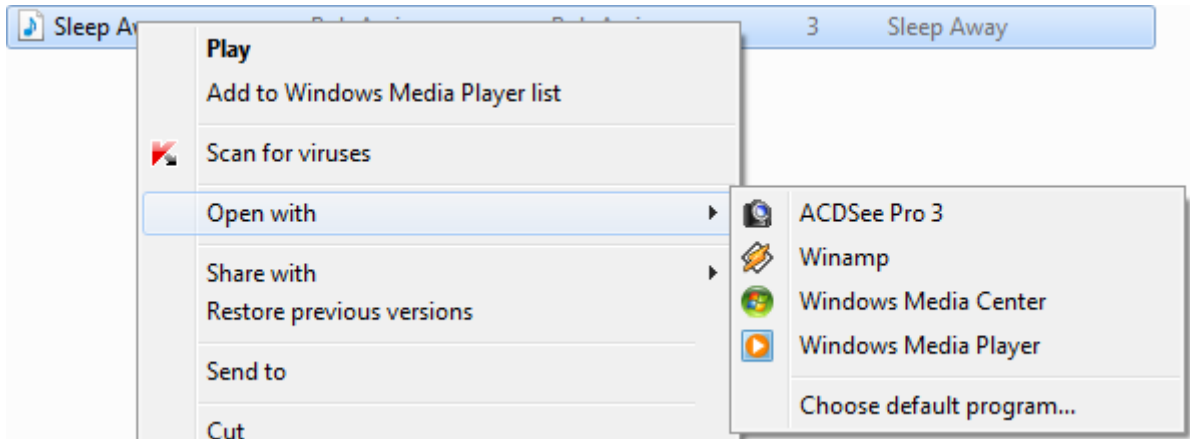 Sleep Away 3 Sleep Away
Play
Add to Windows Media Player list
Scan for viruses
Open with
ACDSee Pro 3
Winamp
Windows Media Center
Windows Media Player
Choose default program...
Share with
Restore previous versions
Send to
Cut